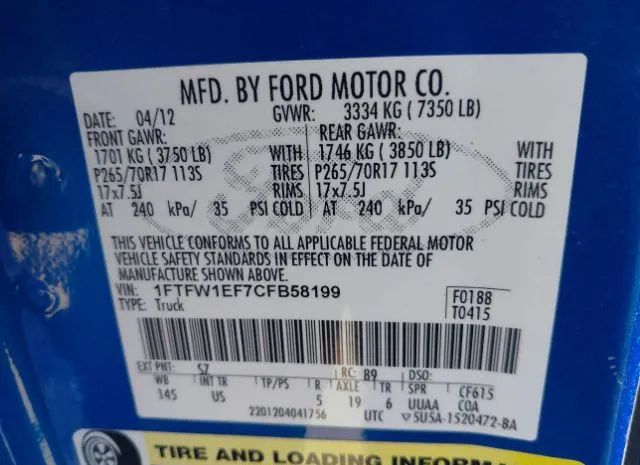 MFD. BY FORD MOTOR CO.
DATE: 04/12 GVWR: 3334 KG ( 7350 LB)
FRONT GAWR: REAR GAWR:
1701 KG ( 3750 LB) WITH 1746 KG ( 3850 LB) WITH
P265/70R17 113S TIRES P265/70R17 113S TIRES
17x7.5J RIMS 17x7.5J RIMS
AT 240 kPa/ 35 PSI COLD AT 240 kPa/ 35 PSI COLD
THIS VEHICLE CONFORMS TO ALL APPLICABLE FEDERAL MOTOR
VEHICLE SAFETY STANDARDS IN EFFECT ON THE DATE OF
MANUFACTURE SHOWN ABOVE.
VIN: 1FTFW1EF7CFB58199
TYPE: Truck
F0188
T0415
EXT PNT: SZ RC: 89 DSO:
WB INT TR TP/PS R AXLE TR SPR CF615
145 US 5 19 6 UUAA COA
2201204041756 UTC 5U5A-1520472-BA
TIRE AND LOADING